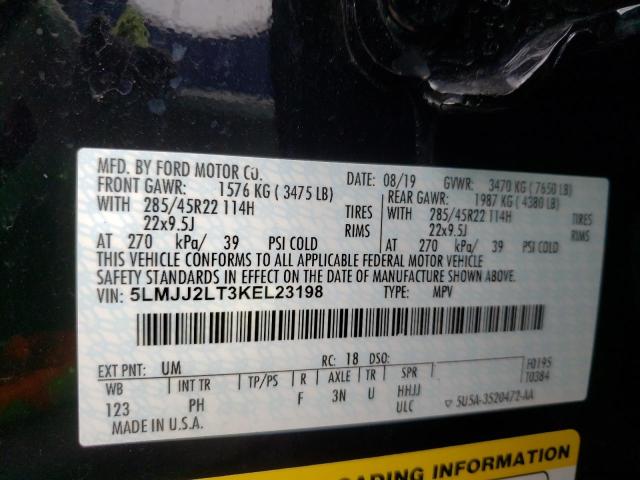 MFD. BY FORD MOTOR CO.
DATE: 08/19 GVWR: 3470 KG (7650 LB)
FRONT GAWR: 1576 KG (3475 LB) REAR GAWR: 1987 KG (4380 LB)
WITH 285/45R22 114H TIRES WITH 285/45R22 114H TIRES
22x9.5J RIMS 22x9.5J RIMS
AT 270 kPa/ 39 PSI COLD AT 270 kPa/ 39 PSI COLD
THIS VEHICLE CONFORMS TO ALL APPLICABLE FEDERAL MOTOR VEHICLE
SAFETY STANDARDS IN EFFECT ON THE DATE OF MANUFACTURE SHOWN ABOVE.
VIN: 5LMJJ2LT3KEL23198 TYPE: MPV
EXT PNT: UM RC: 18 DSO: F0195
WB INT TR TP/PS R AXLE TR SPR T0384
123 PH F 3N U HHJJ
ULC
MADE IN U.S.A. 5U5A-3520472-AA
LOADING INFORMATION